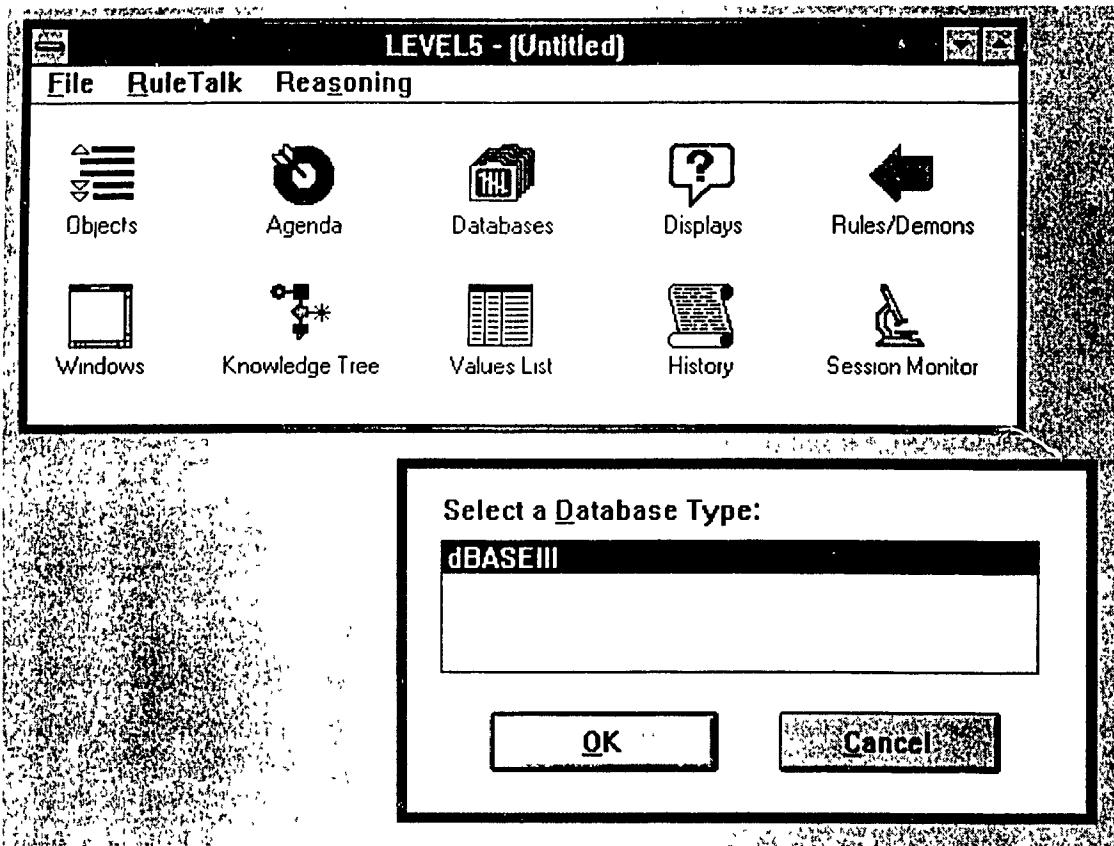 LEVEL5 - (Untitled)
File RuleTalk Reasoning
Objects Agenda Databases Displays Rules/Demons
Windows Knowledge Tree Values List History Session Monitor
Select a Database Type:
dBASEIII
OK Cancel